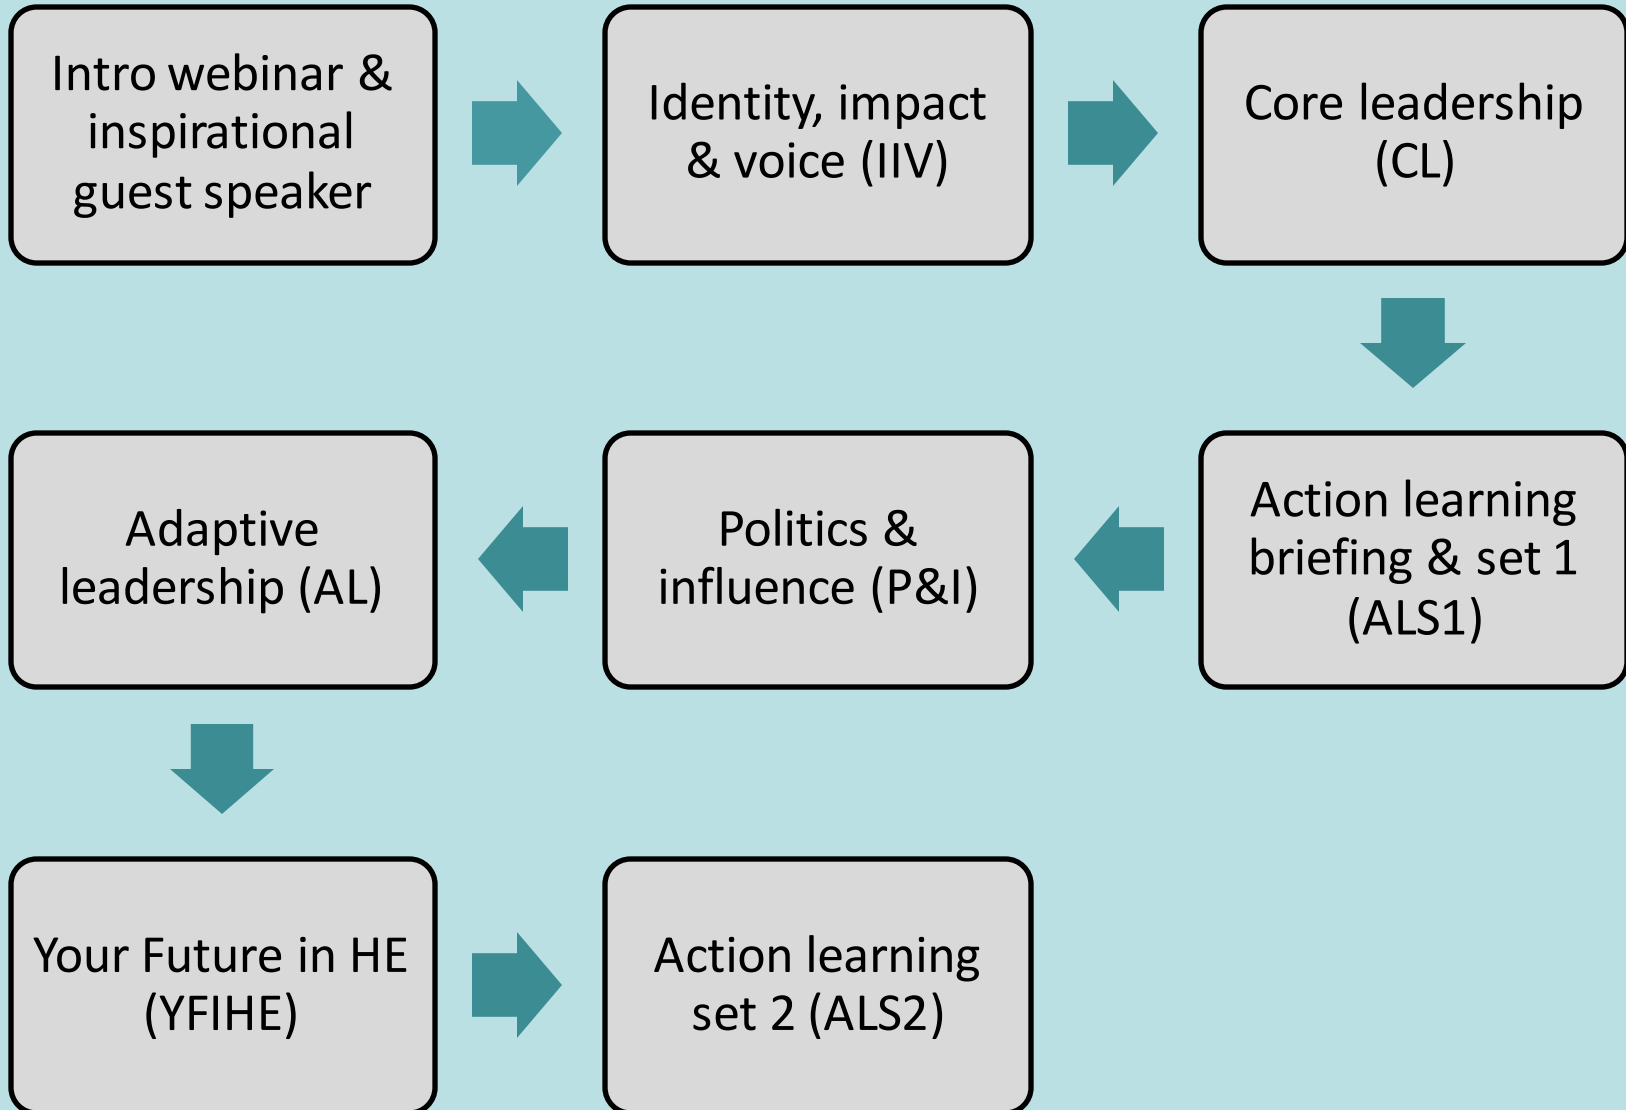 Intro webinar &
inspirational
guest speaker
Identity, impact
& voice (IIV)
Core leadership
(CL)
Action learning
briefing & set 1
(ALS1)
Politics &
influence (P&I)
Adaptive
leadership (AL)
Your Future in HE
(YFIHE)
Action learning
set 2 (ALS2)